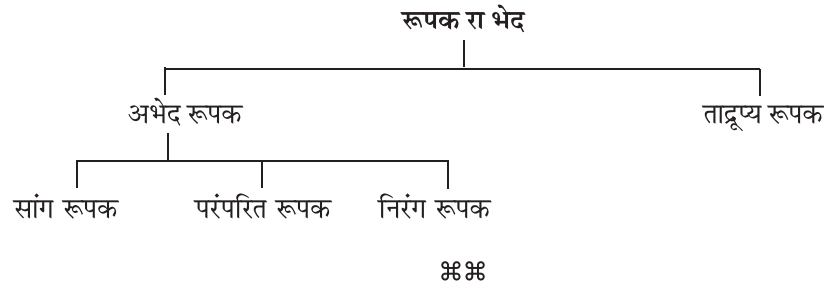 रूपक रा भेद
अभेद रूपक ताद्रूप्य रूपक
सांग रूपक परंपरित रूपक निरंग रूपक
⌘⌘